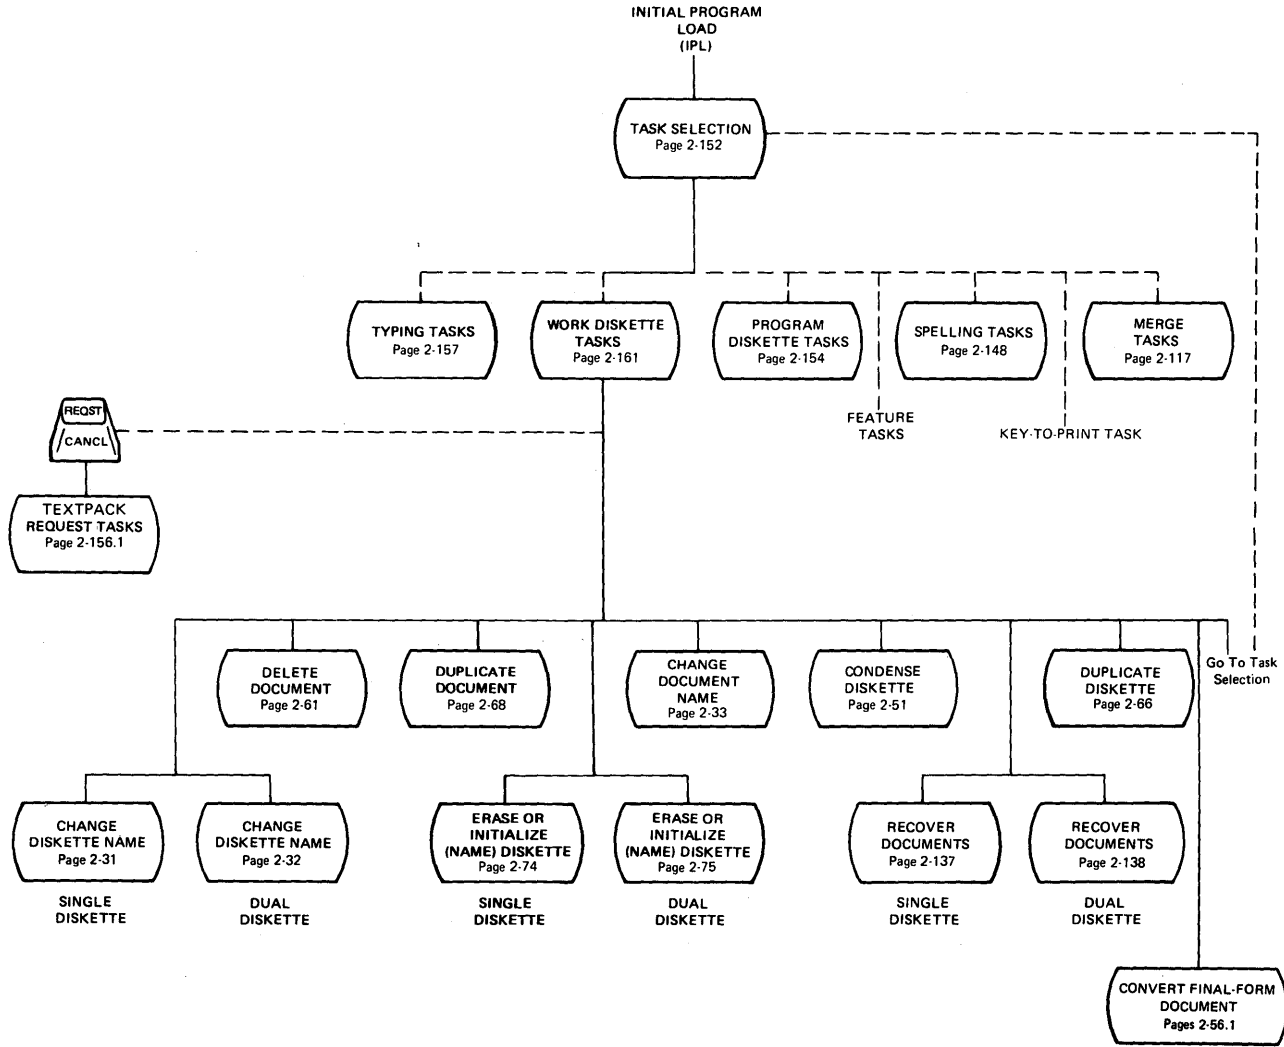 INITIAL PROGRAM
LOAD
(IPL)
TASK SELECTION
Page 2-152
TYPING TASKS
Page 2-157
WORK DISKETTE
TASKS
Page 2-161
PROGRAM
DISKETTE TASKS
Page 2-154
SPELLING TASKS
Page 2-148
MERGE
TASKS
Page 2-117
FEATURE
TASKS
KEY-TO-PRINT TASK
REQST
CANCL
TEXTPACK
REQUEST TASKS
Page 2-156.1
DELETE
DOCUMENT
Page 2-61
DUPLICATE
DOCUMENT
Page 2-68
CHANGE
DOCUMENT
NAME
Page 2-33
CONDENSE
DISKETTE
Page 2-51
DUPLICATE
DISKETTE
Page 2-66
Go To Task
Selection
CHANGE
DISKETTE NAME
Page 2-31
SINGLE
DISKETTE
CHANGE
DISKETTE NAME
Page 2-32
DUAL
DISKETTE
ERASE OR
INITIALIZE
(NAME) DISKETTE
Page 2-74
SINGLE
DISKETTE
ERASE OR
INITIALIZE
(NAME) DISKETTE
Page 2-75
DUAL
DISKETTE
RECOVER
DOCUMENTS
Page 2-137
SINGLE
DISKETTE
RECOVER
DOCUMENTS
Page 2-138
DUAL
DISKETTE
CONVERT FINAL-FORM
DOCUMENT
Pages 2-56.1